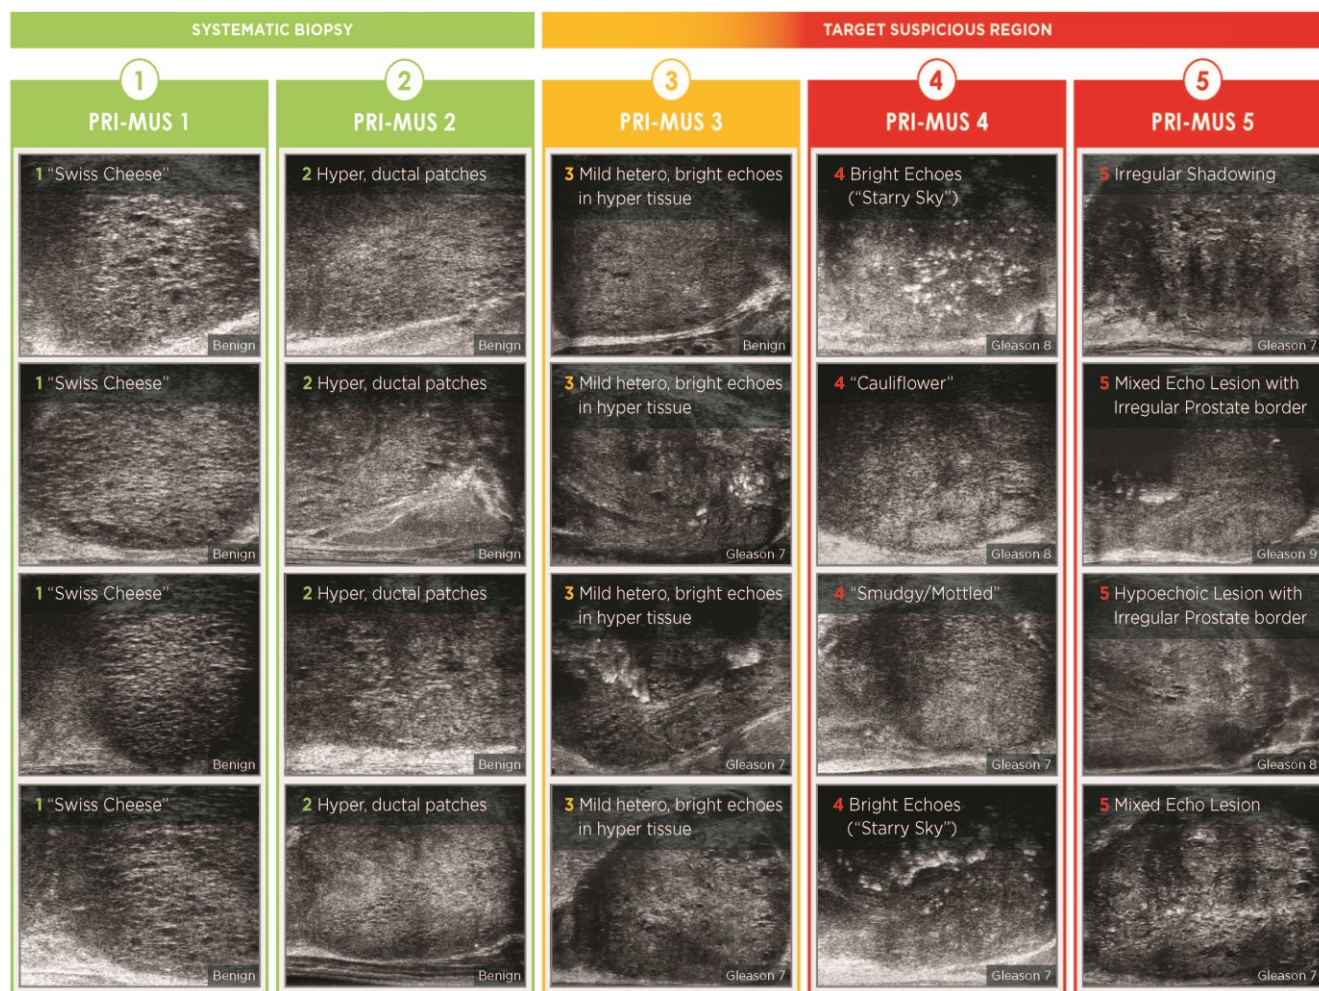 SYSTEMATIC BIOPSY
TARGET SUSPICIOUS REGION
1
2
3
4
5
PRI-MUS 1
PRI-MUS 2
PRI-MUS 3
PRI-MUS 4
PRI-MUS 5
1 “Swiss Cheese”
Benign
2 Hyper, ductal patches
Benign
3 Mild hetero, bright echoes
in hyper tissue
Benign
4 Bright Echoes
(“Starry Sky”)
Gleason 8
5 Irregular Shadowing
Gleason 7
1 “Swiss Cheese”
Benign
2 Hyper, ductal patches
Benign
3 Mild hetero, bright echoes
in hyper tissue
Gleason 7
4 “Cauliflower”
Gleason 8
5 Mixed Echo Lesion with
Irregular Prostate border
Gleason 9
1 “Swiss Cheese”
Benign
2 Hyper, ductal patches
Benign
3 Mild hetero, bright echoes
in hyper tissue
Gleason 7
4 “Smudgy/Mottled”
Gleason 7
5 Hypoechoic Lesion with
Irregular Prostate border
Gleason 8
1 “Swiss Cheese”
Benign
2 Hyper, ductal patches
Benign
3 Mild hetero, bright echoes
in hyper tissue
Gleason 7
4 Bright Echoes
(“Starry Sky”)
Gleason 7
5 Mixed Echo Lesion
Gleason 7